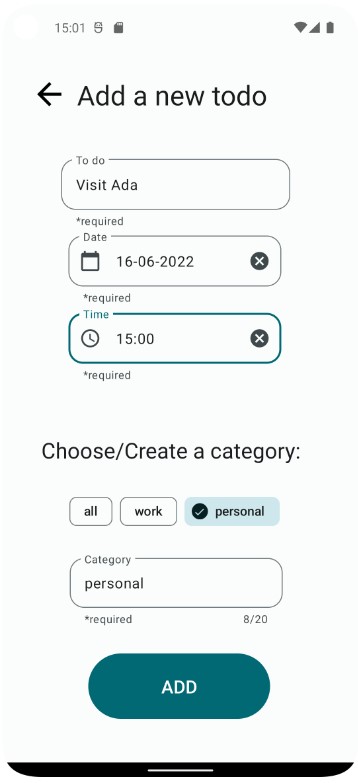 15:01
Add a new todo
To do
Visit Ada
*required
Date
16-06-2022
*required
Time
15:00
*required
Choose/Create a category:
all work personal
Category
personal
*required 8/20
ADD